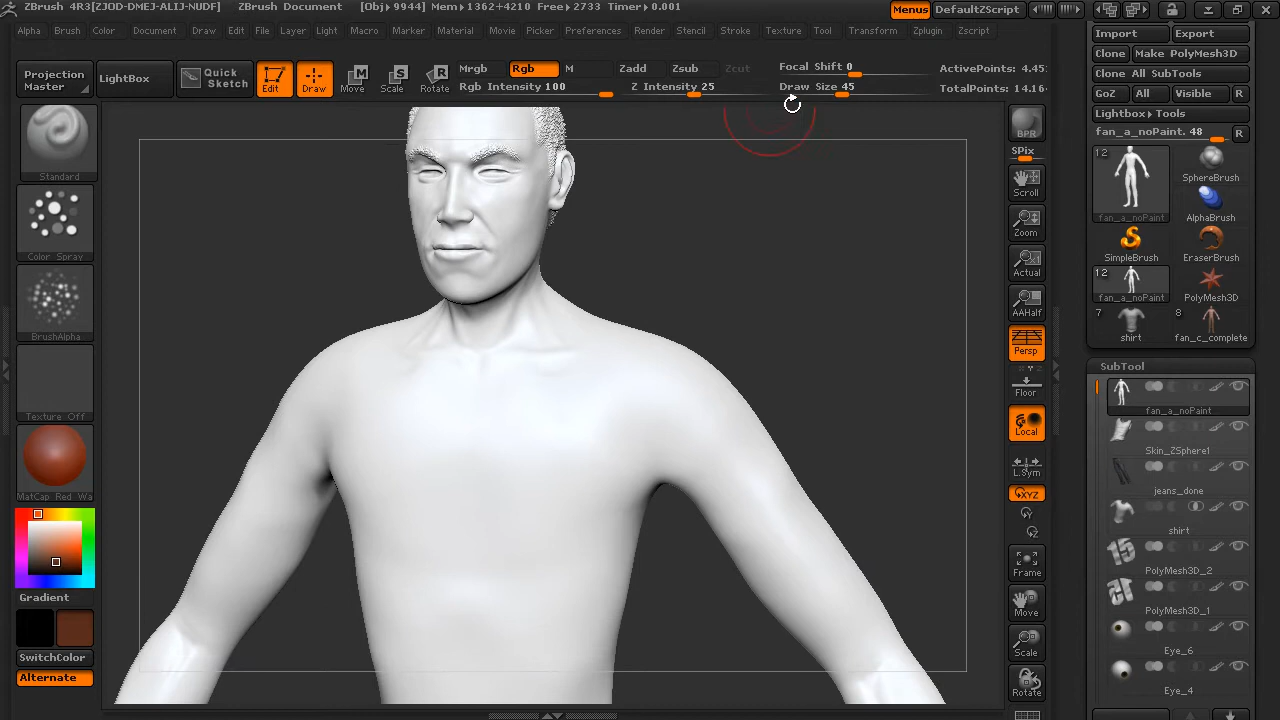 ZBrush 4R3[ZJOD-DMEJ-ALIJ-NUDF] ZBrush Document [Obj▸ 9944] Mem▸1362+4210 Free▸2733 Timer▸0.001 Menus DefaultZScript
Alpha Brush Color Document Draw Edit File Layer Light Macro Marker Material Movie Picker Preferences Render Stencil Stroke Texture Tool Transform Zplugin Zscript
Projection Master
LightBox
Quick Sketch
Edit
Draw
Move
Scale
Rotate
Mrgb Rgb M
Rgb Intensity 100
Zadd Zsub Zcut
Z Intensity 25
Focal Shift 0
Draw Size 45
ActivePoints: 4.45
TotalPoints: 14.16
Standard
Color Spray
BrushAlpha
Texture Off
MatCap Red Wa
Gradient
SwitchColor
Alternate
BPR
SPix
Scroll
Zoom
Actual
AAHalf
Persp
Floor
Local
L.Sym
XYZ
Y
Z
Frame
Move
Scale
Rotate
Import Export
Clone Make PolyMesh3D
Clone All SubTools
GoZ All Visible R
Lightbox▸Tools
fan_a_noPaint. 48 R
12
fan_a_noPaint
SphereBrush
AlphaBrush
SimpleBrush
EraserBrush
12
fan_a_noPaint
PolyMesh3D
7
shirt
8
fan_c_complete
SubTool
fan_a_noPaint
Skin_ZSphere1
jeans_done
shirt
PolyMesh3D_2
PolyMesh3D_1
Eye_6
Eye_4